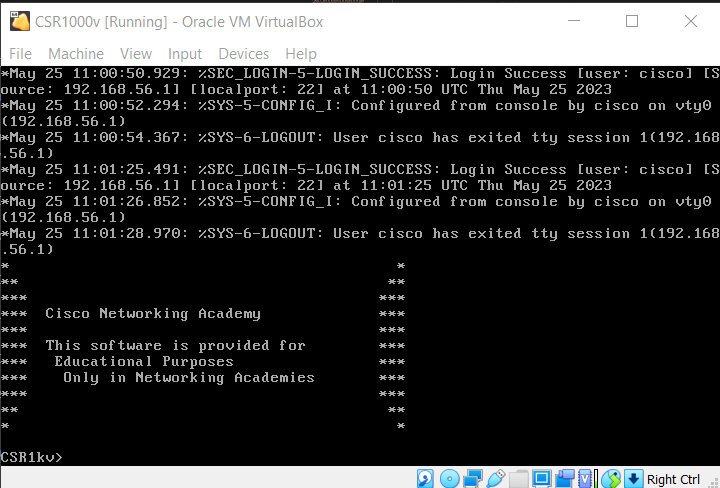 CSR1000v [Running] - Oracle VM VirtualBox
File Machine View Input Devices Help
*May 25 11:00:50.929: %SEC_LOGIN-5-LOGIN_SUCCESS: Login Success [user: cisco] [S
ource: 192.168.56.1] [localport: 22] at 11:00:50 UTC Thu May 25 2023
*May 25 11:00:52.294: %SYS-5-CONFIG_I: Configured from console by cisco on vty0
(192.168.56.1)
*May 25 11:00:54.367: %SYS-6-LOGOUT: User cisco has exited tty session 1(192.168
.56.1)
*May 25 11:01:25.491: %SEC_LOGIN-5-LOGIN_SUCCESS: Login Success [user: cisco] [S
ource: 192.168.56.1] [localport: 22] at 11:01:25 UTC Thu May 25 2023
*May 25 11:01:26.852: %SYS-5-CONFIG_I: Configured from console by cisco on vty0
(192.168.56.1)
*May 25 11:01:28.970: %SYS-6-LOGOUT: User cisco has exited tty session 1(192.168
.56.1)
*                                           *
**                                         **
***                                       ***
***  Cisco Networking Academy             ***
***                                       ***
***  This software is provided for        ***
***   Educational Purposes                ***
***    Only in Networking Academies       ***
***                                       ***
**                                         **
*                                           *
CSR1kv>
Right Ctrl